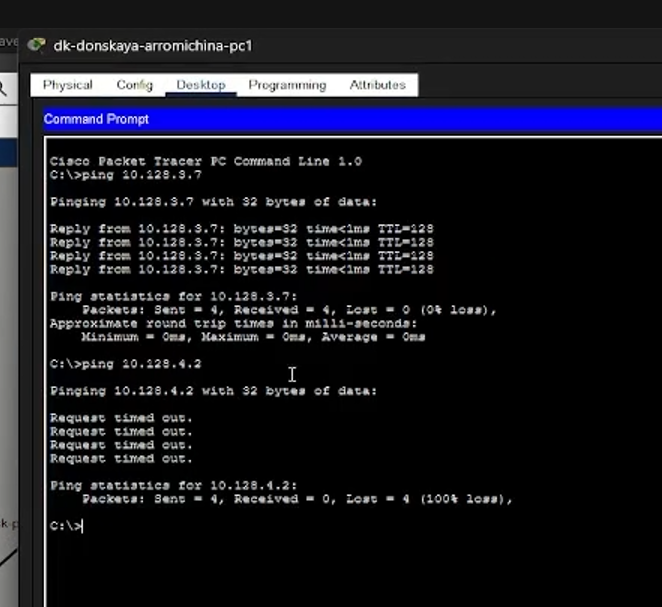 ave
dk-donskaya-arromichina-pc1
Physical Config Desktop Programming Attributes
Command Prompt
Cisco Packet Tracer PC Command Line 1.0
C:\>ping 10.128.3.7
Pinging 10.128.3.7 with 32 bytes of data:
Reply from 10.128.3.7: bytes=32 time<1ms TTL=128
Reply from 10.128.3.7: bytes=32 time<1ms TTL=128
Reply from 10.128.3.7: bytes=32 time<1ms TTL=128
Reply from 10.128.3.7: bytes=32 time<1ms TTL=128
Ping statistics for 10.128.3.7:
Packets: Sent = 4, Received = 4, Lost = 0 (0% loss),
Approximate round trip times in milli-seconds:
Minimum = 0ms, Maximum = 0ms, Average = 0ms
C:\>ping 10.128.4.2
Pinging 10.128.4.2 with 32 bytes of data:
Request timed out.
Request timed out.
Request timed out.
Request timed out.
Ping statistics for 10.128.4.2:
Packets: Sent = 4, Received = 0, Lost = 4 (100% loss),
k-p
C:\>